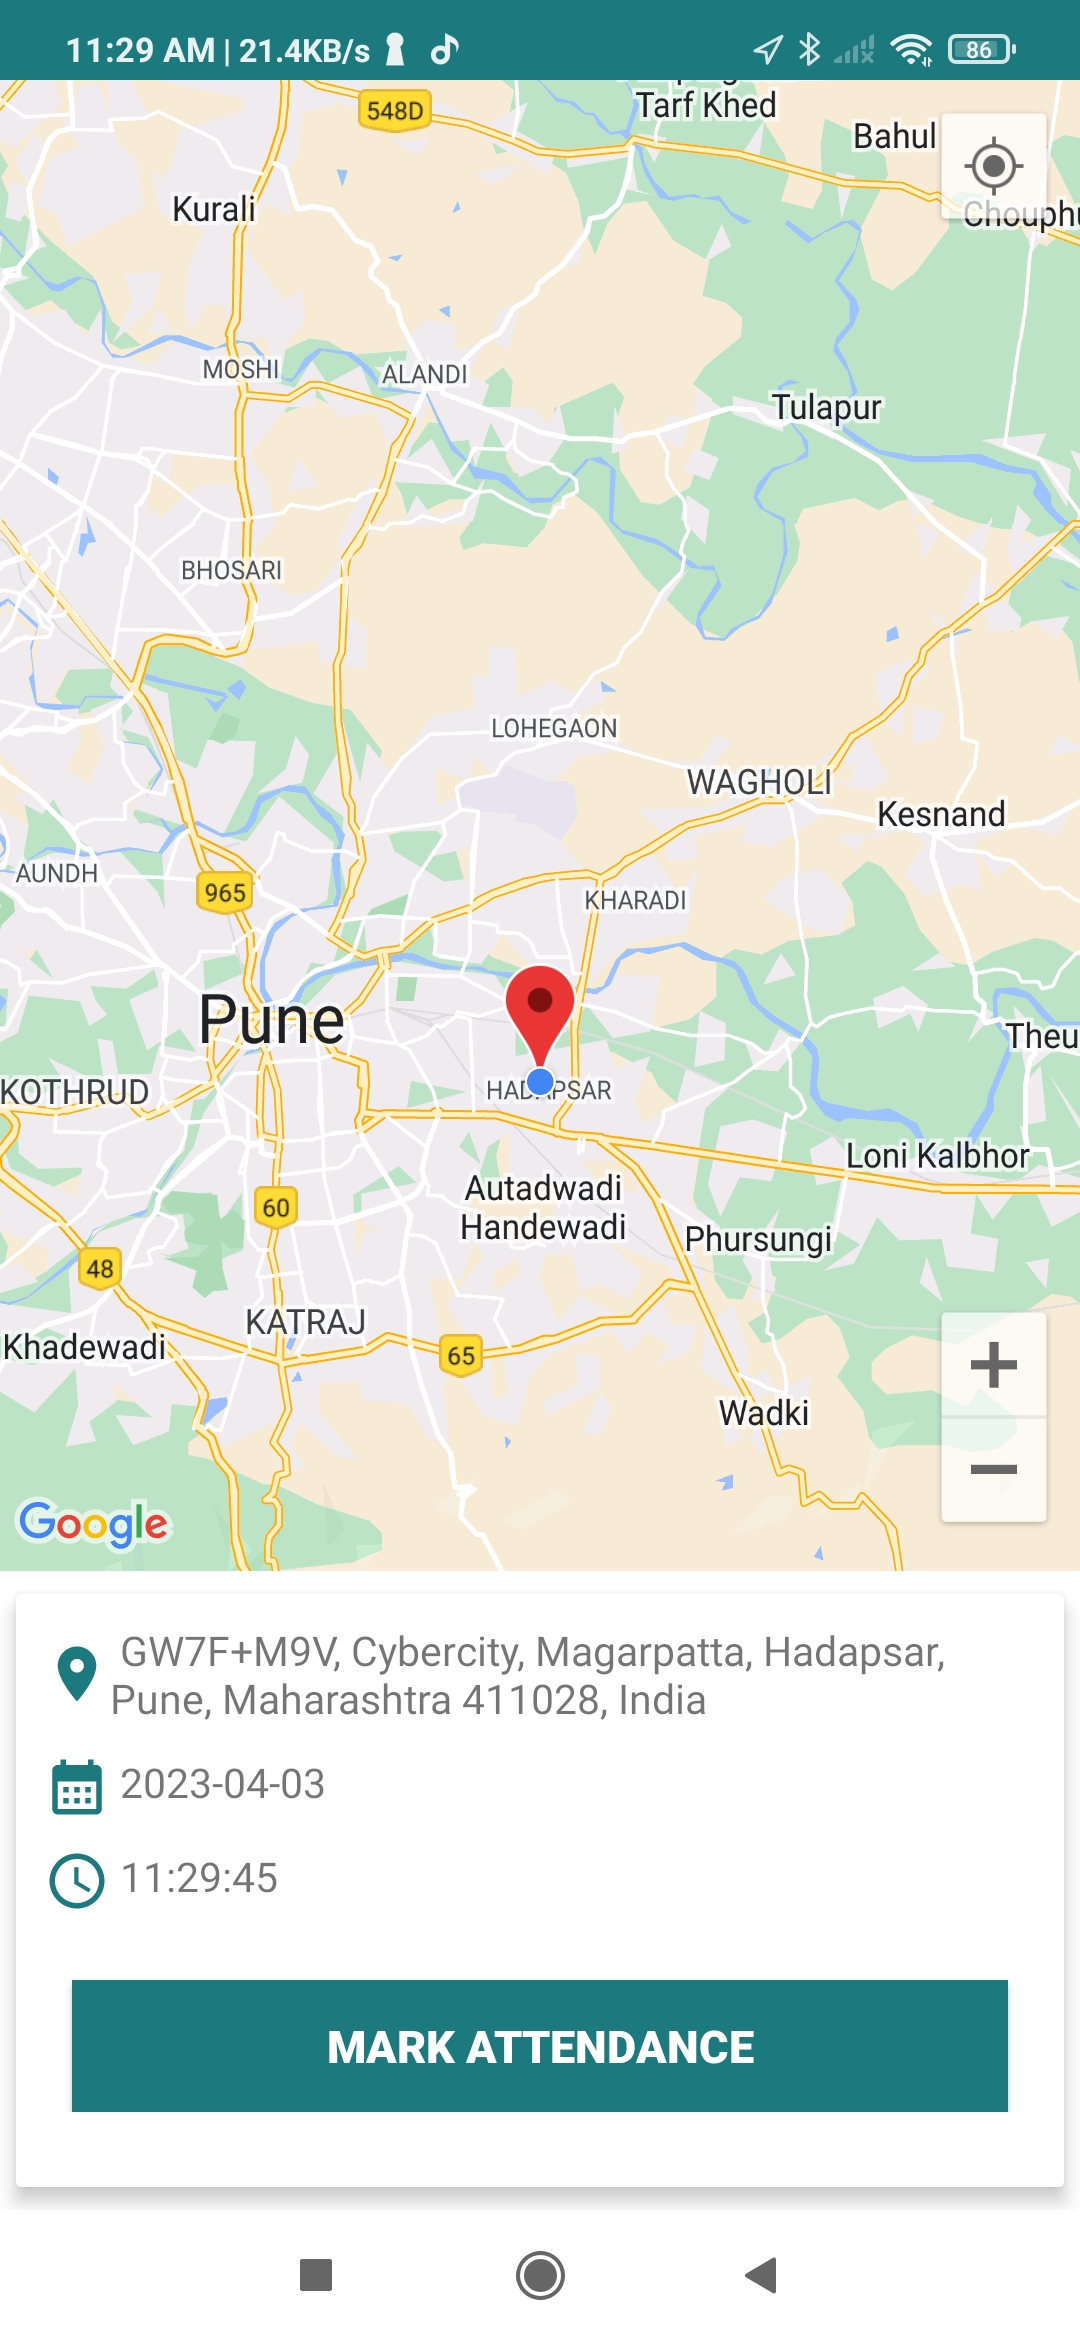 11:29 AM | 21.4KB/s
86
548D
Tarf Khed
Bahul
Kurali
MOSHI
ALANDI
Tulapur
BHOSARI
LOHEGAON
WAGHOLI
Kesnand
AUNDH
965
KHARADI
Pune
Theu
KOTHRUD
HADAPSAR
Loni Kalbhor
Autadwadi
Handewadi
60
Phursungi
48
KATRAJ
Khadewadi
65
Wadki
Google
GW7F+M9V, Cybercity, Magarpatta, Hadapsar,
Pune, Maharashtra 411028, India
2023-04-03
11:29:45
MARK ATTENDANCE